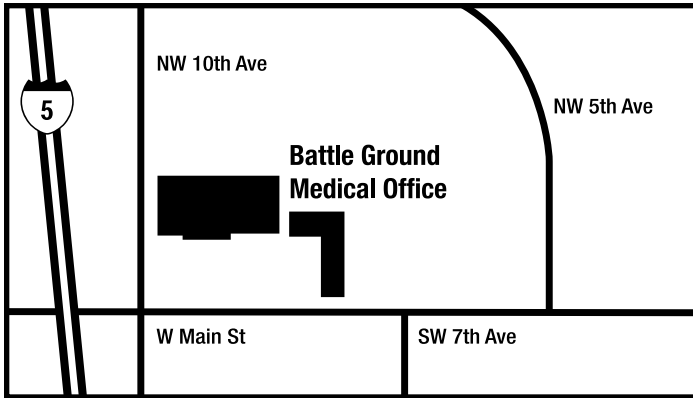 NW 10th Ave
5
NW 5th Ave
Battle Ground
Medical Office
W Main St
SW 7th Ave